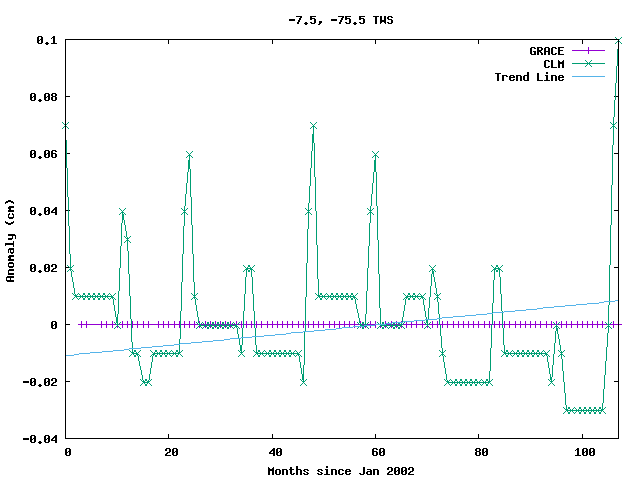 -7.5, -75.5 TWS
GRACE
CLM
Trend Line
0.1
0.08
0.06
0.04
0.02
0
-0.02
-0.04
Anomaly (cm)
0 20 40 60 80 100
Months since Jan 2002